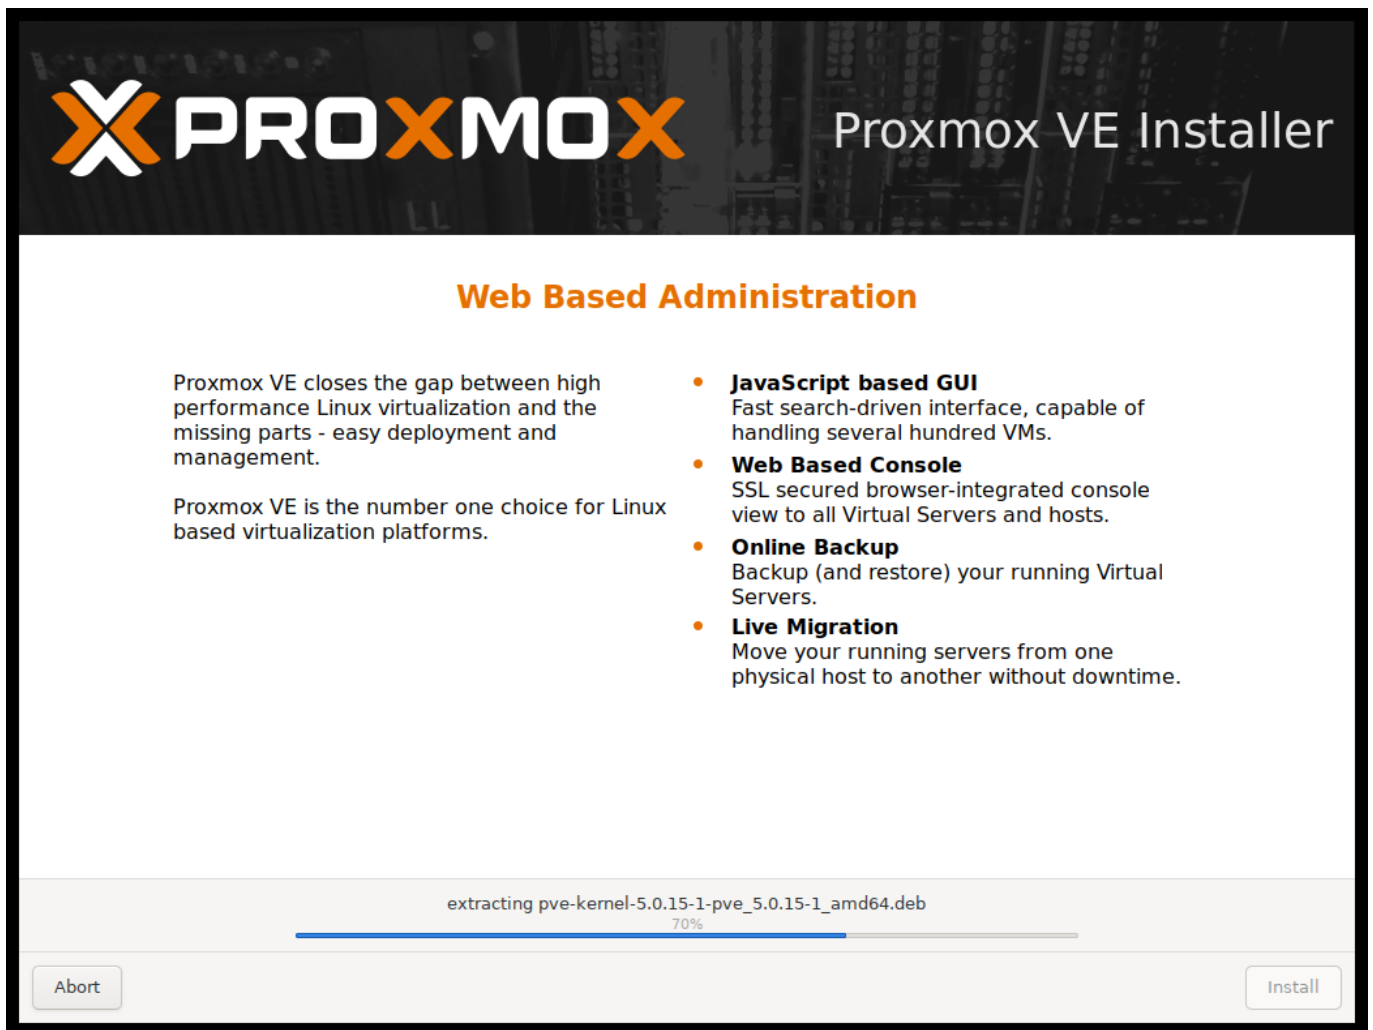 PROXMOX
Proxmox VE Installer
Web Based Administration
Proxmox VE closes the gap between high
performance Linux virtualization and the
missing parts - easy deployment and
management.
Proxmox VE is the number one choice for Linux
based virtualization platforms.
JavaScript based GUI
Fast search-driven interface, capable of
handling several hundred VMs.
Web Based Console
SSL secured browser-integrated console
view to all Virtual Servers and hosts.
Online Backup
Backup (and restore) your running Virtual
Servers.
Live Migration
Move your running servers from one
physical host to another without downtime.
extracting pve-kernel-5.0.15-1-pve_5.0.15-1_amd64.deb
70%
Abort
Install